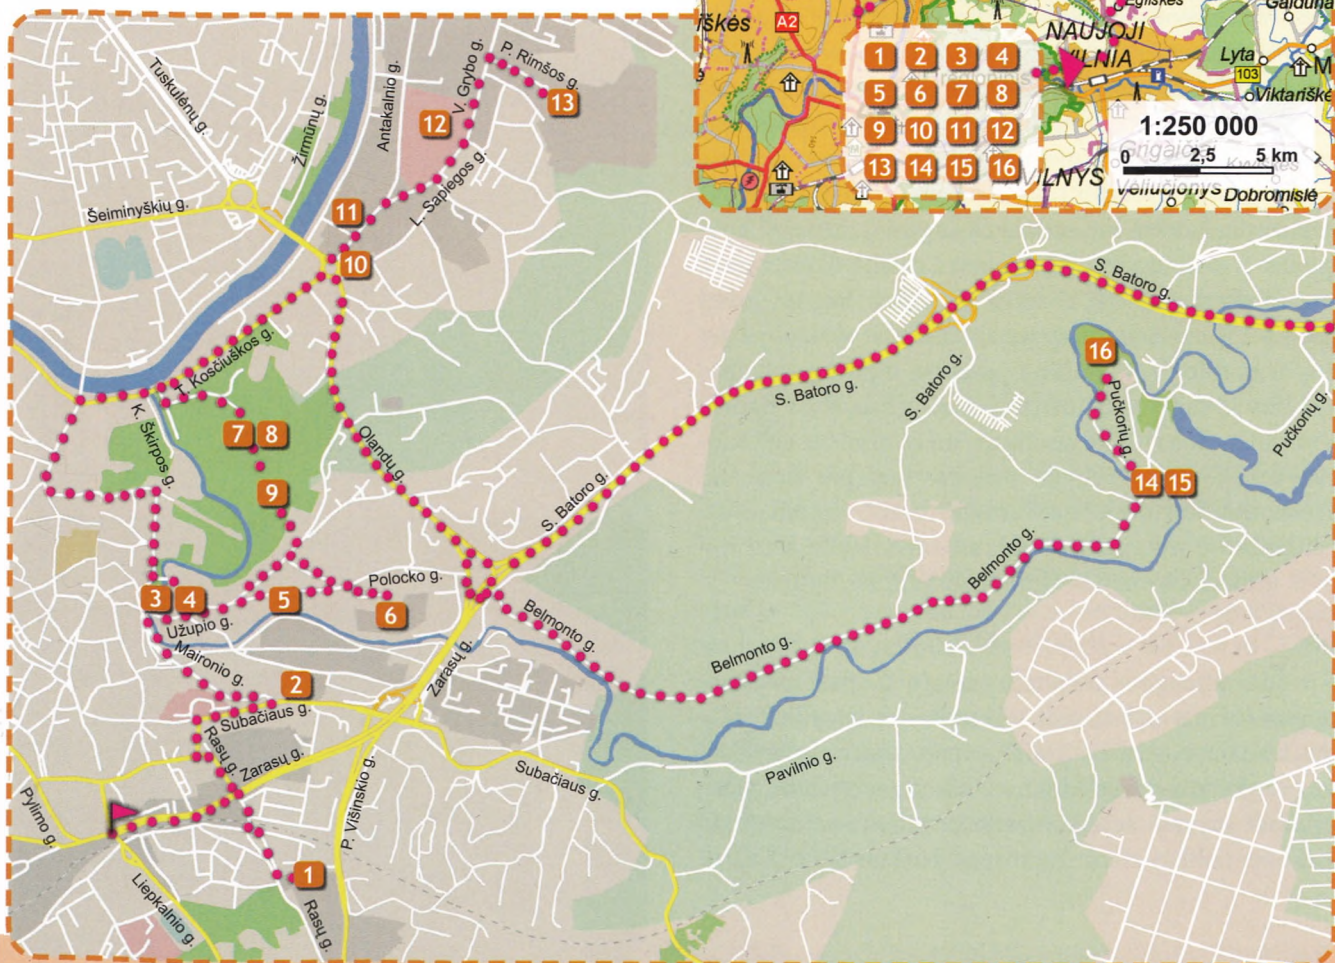 Tuskulėnų g.
Žirmūnų g.
Antakalnio g.
V. Grybo g.
P. Rimšos g.
12
13
L. Sapiegos g.
Šeiminyškių g.
11
10
A2
NAUJOJI
VILNIA
Lyta
103
M
1 2 3 4
5 6 7 8
9 10 11 12
13 14 15 16
1:250 000
0 2,5 5 km
Dobromislė
S. Batoro g.
T. Kosčiuškos g.
K. Škirpos g.
7 8
9
Olandų g.
S. Batoro g.
S. Batoro g.
S. Batoro g.
16
Pučkorių g.
Pučkorių g.
14 15
Belmonto g.
Polocko g.
3 4
5
6
Užupio g.
Belmonto g.
Belmonto g.
Maironio g.
Zarasų g.
2
Subačiaus g.
Rasų g.
Zarasų g.
Subačiaus g.
Pavilnio g.
Pylimo g.
P. Višinskio g.
1
Liepkalnio g.
Rasų g.